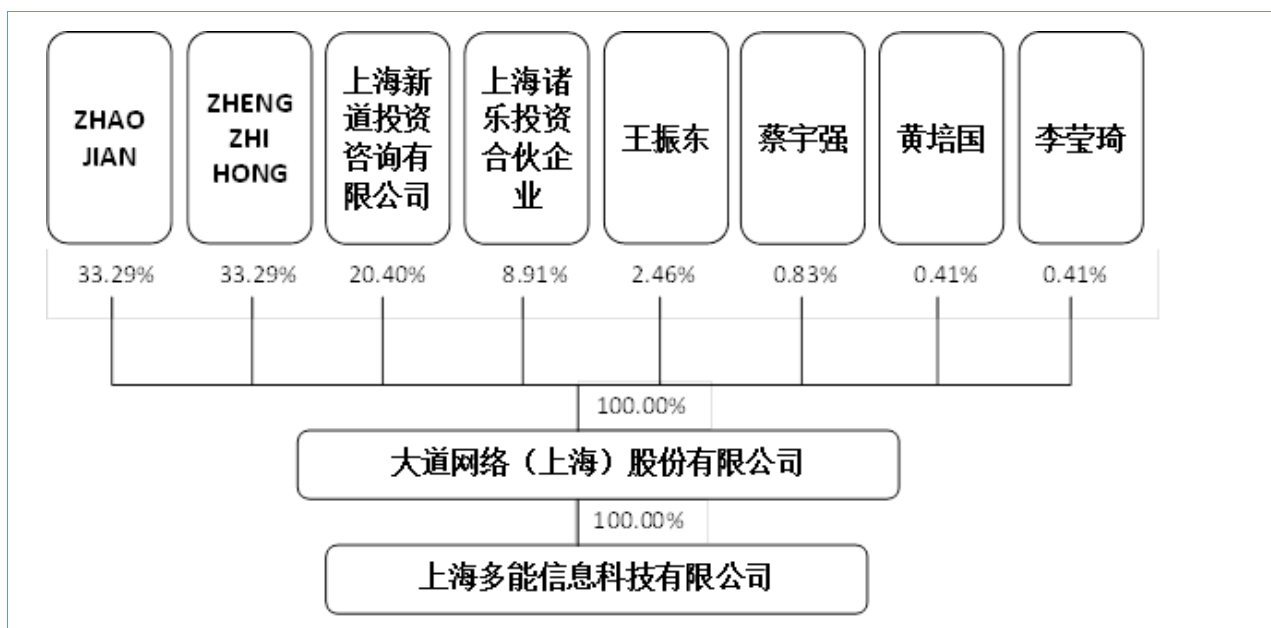 ZHAO
JIAN
ZHENG
ZHI
HONG
上海新
道投资
咨询有
限公司
上海诸
乐投资
合伙企
业
王振东
蔡宇强
黄培国
李莹琦
33.29%
33.29%
20.40%
8.91%
2.46%
0.83%
0.41%
0.41%
100.00%
大道网络（上海）股份有限公司
100.00%
上海多能信息科技有限公司